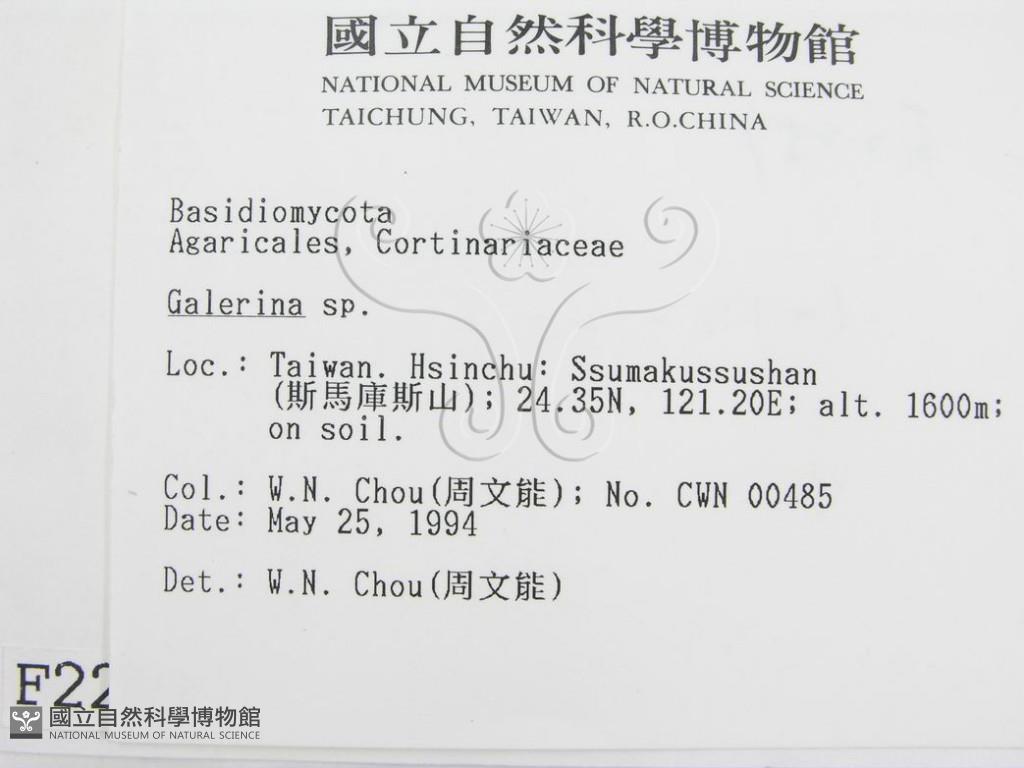 國立自然科學博物館
NATIONAL MUSEUM OF NATURAL SCIENCE
TAICHUNG, TAIWAN, R.O.CHINA
Basidiomycota
Agaricales, Cortinariaceae
Galerina sp.
Loc.: Taiwan. Hsinchu: Ssumakussushan
(斯馬庫斯山); 24.35N, 121.20E; alt. 1600m;
on soil.
Col.: W.N. Chou(周文能); No. CWN 00485
Date: May 25, 1994
Det.: W.N. Chou(周文能)
F22
國立自然科學博物館
NATIONAL MUSEUM OF NATURAL SCIENCE